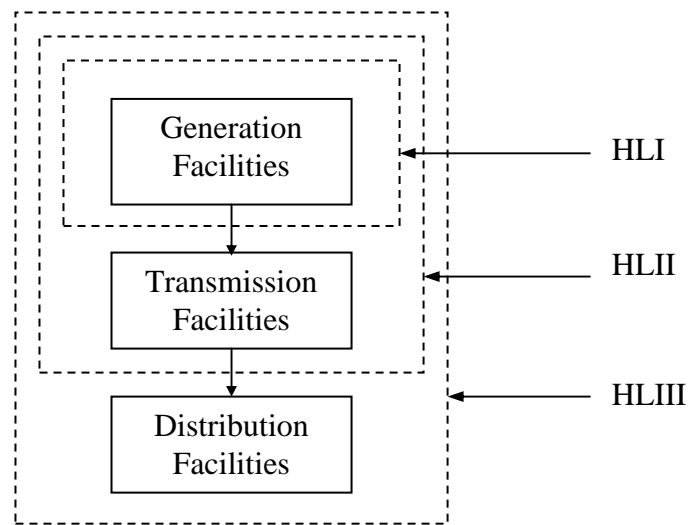 Generation
Facilities
HLI
Transmission
Facilities
HLII
Distribution
Facilities
HLIII